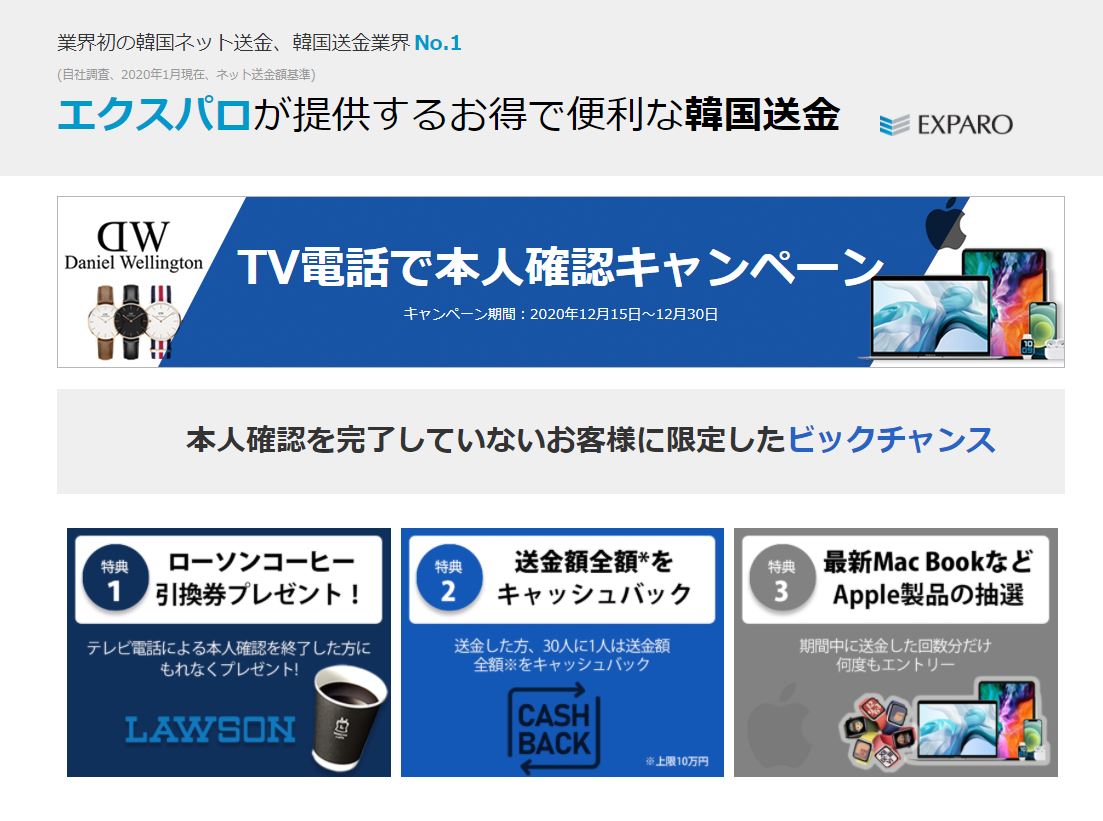 業界初の韓国ネット送金、韓国送金業界 No.1
(自社調査、2020年1月現在、ネット送金額基準)
エクスパロが提供するお得で便利な韓国送金
EXPARO
DW
Daniel Wellington
TV電話で本人確認キャンペーン
キャンペーン期間：2020年12月15日～12月30日
本人確認を完了していないお客様に限定したビックチャンス
特典
1
ローソンコーヒー
引換券プレゼント！
テレビ電話による本人確認を終了した方に
もれなくプレゼント!
LAWSON
特典
2
送金額全額*を
キャッシュバック
送金した方、30人に1人は送金額
全額※をキャッシュバック
CASH
BACK
※上限10万円
特典
3
最新Mac Bookなど
Apple製品の抽選
期間中に送金した回数分だけ
何度もエントリー